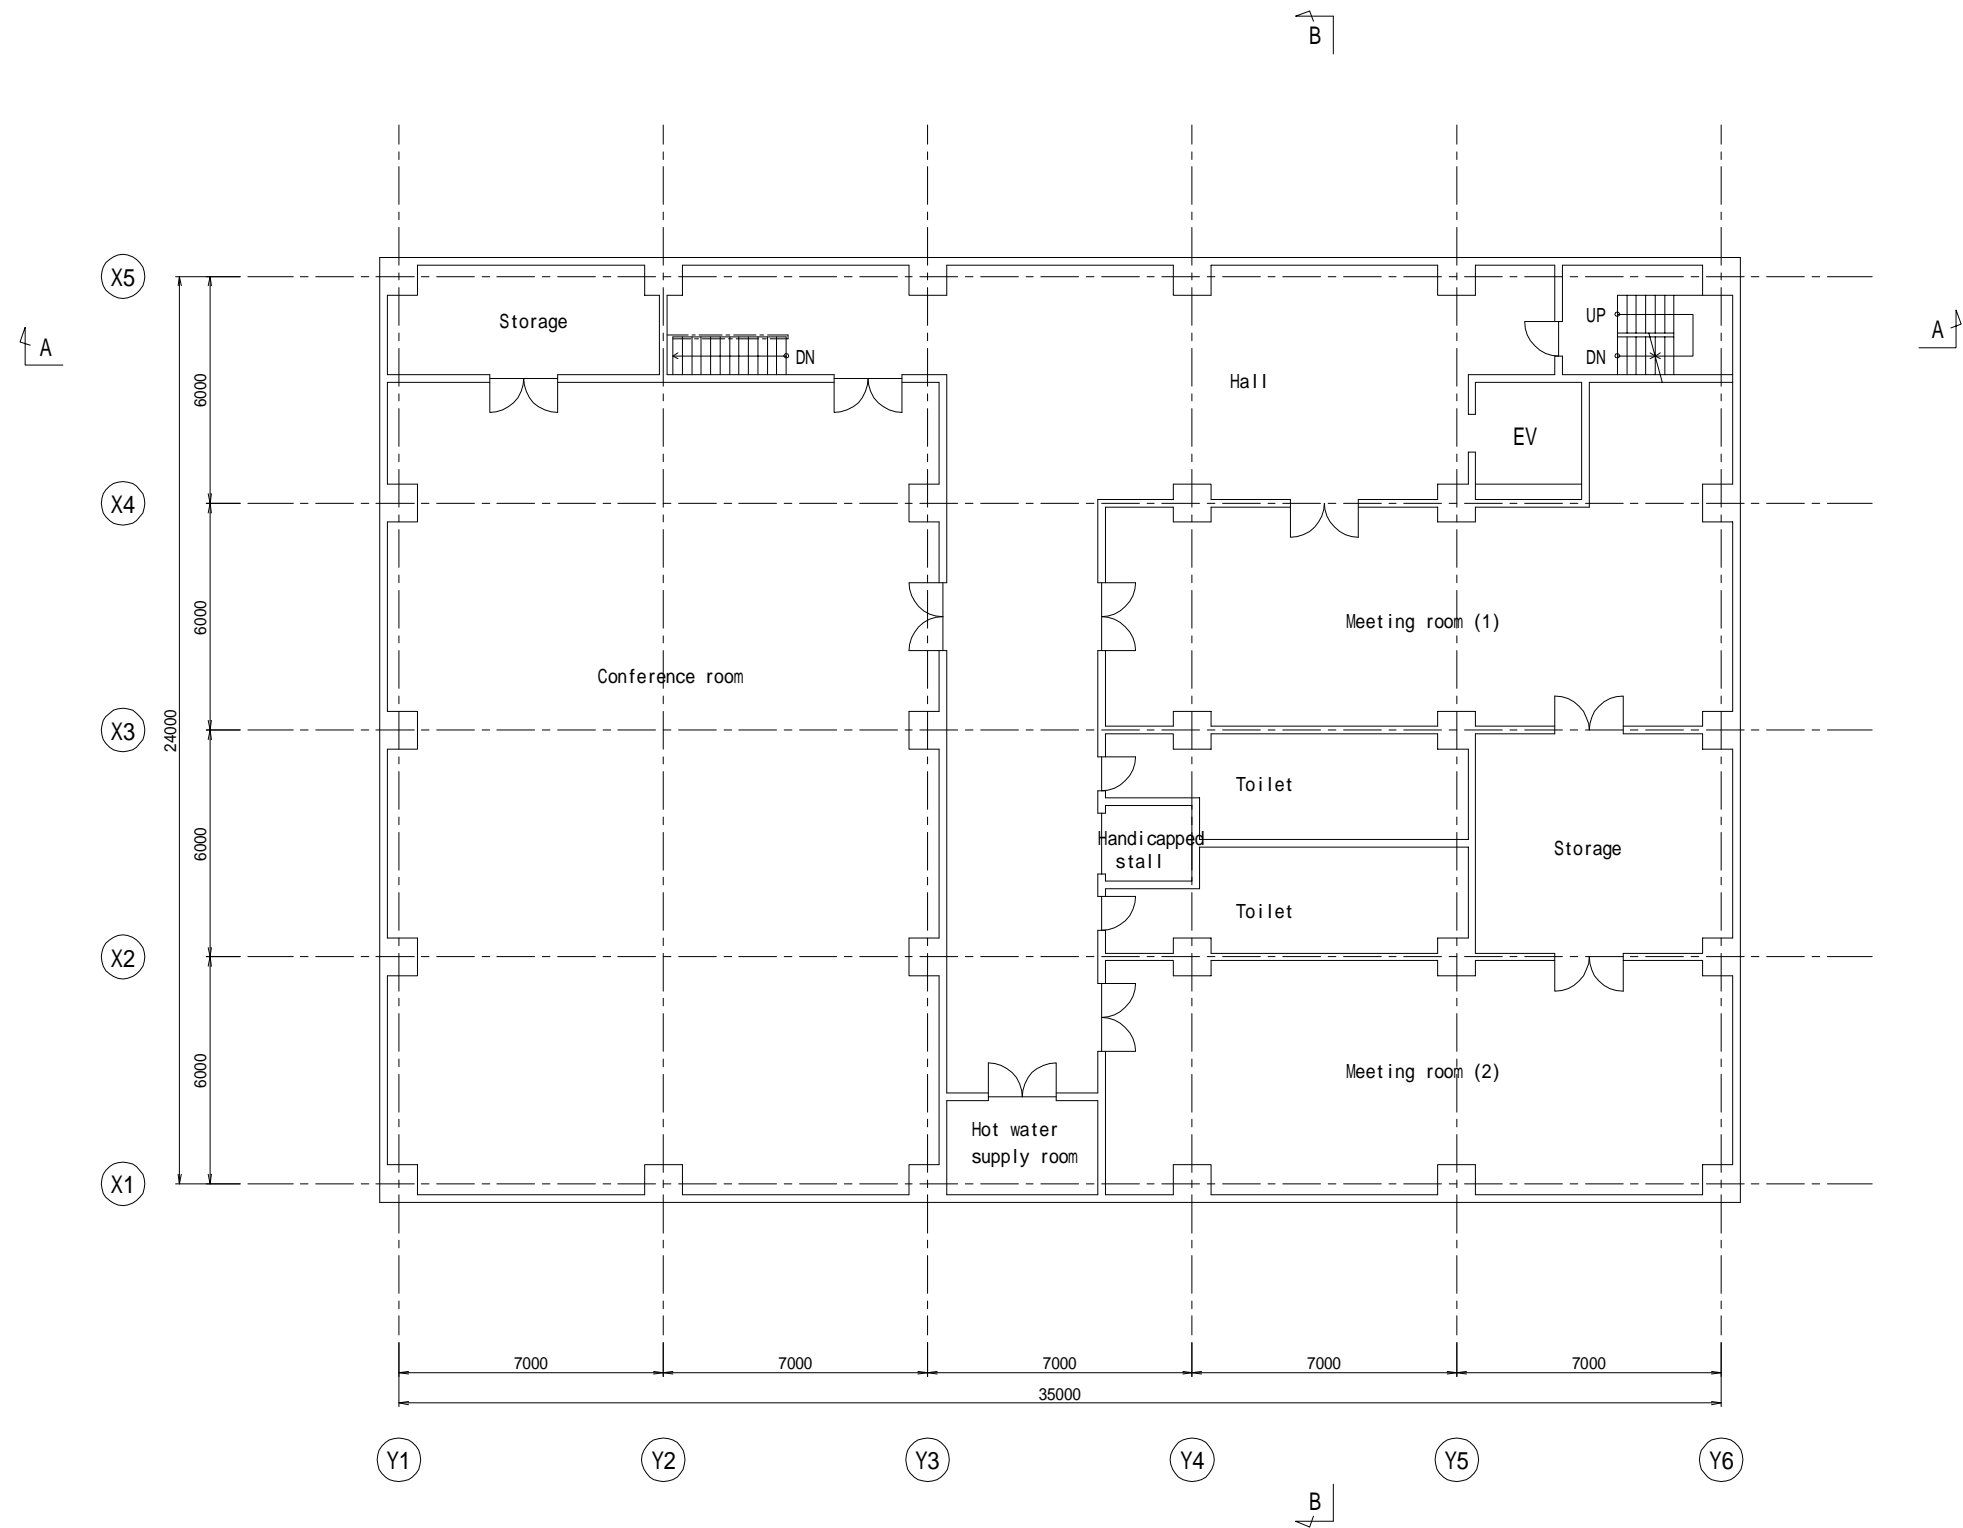 B
X5
Storage
UP
A
A
DN
DN
Hall
6000
EV
X4
6000
Meeting room (1)
Conference room
X3
24000
Toilet
Handicapped
stall
6000
Storage
Toilet
X2
6000
Meeting room (2)
Hot water
supply room
X1
7000
7000
7000
7000
7000
35000
Y1
Y2
Y3
Y4
Y5
Y6
B